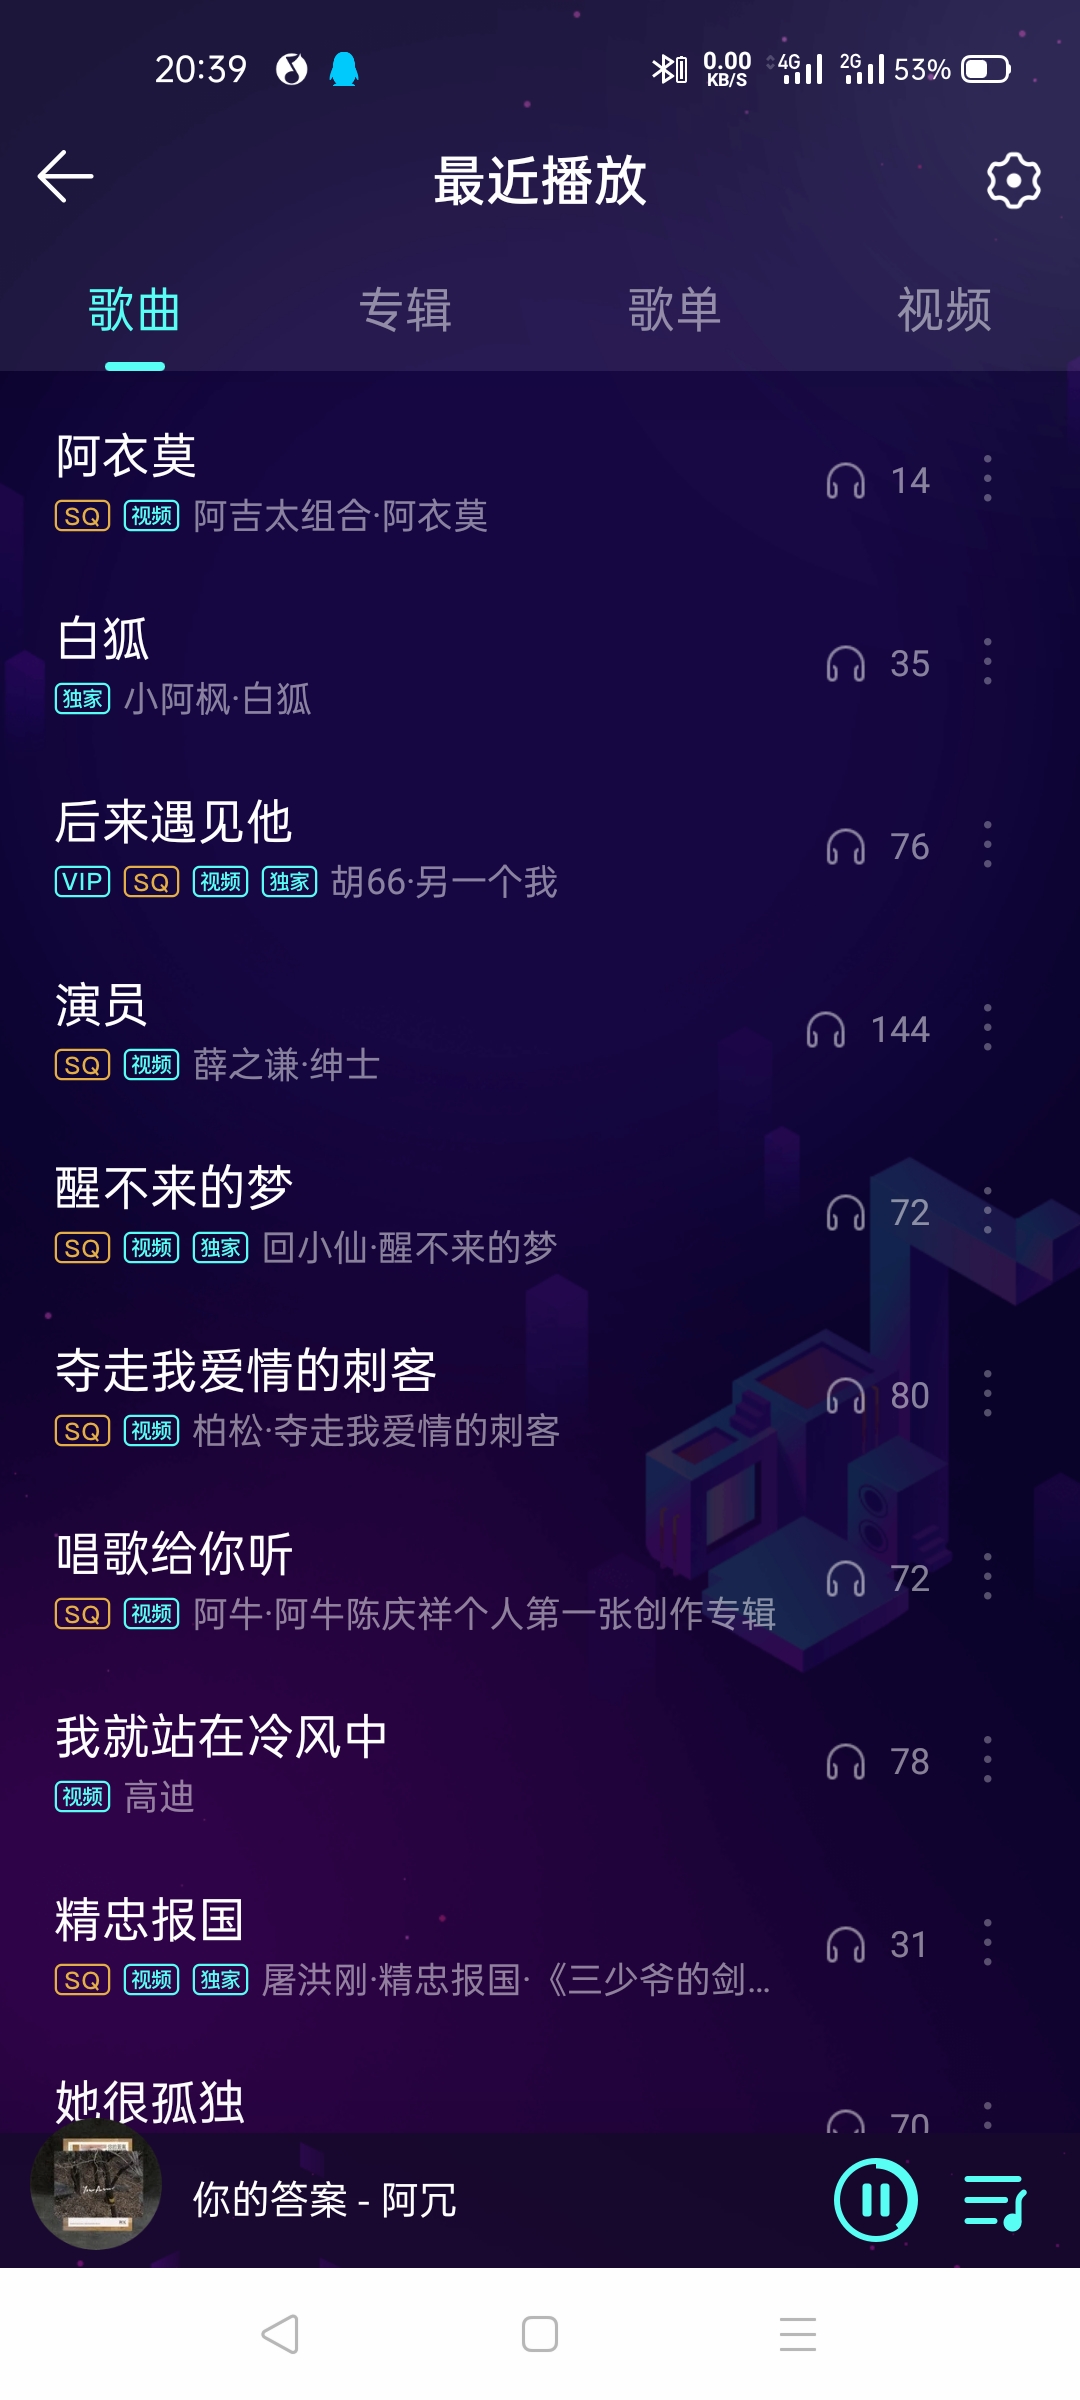 20:39
0.00 KB/S 4G 2G 53%
最近播放
歌曲 专辑 歌单 视频
阿衣莫
14
SQ 视频 阿吉太组合·阿衣莫
白狐
35
独家 小阿枫·白狐
后来遇见他
76
VIP SQ 视频 独家 胡66·另一个我
演员
144
SQ 视频 薛之谦·绅士
醒不来的梦
72
SQ 视频 独家 回小仙·醒不来的梦
夺走我爱情的刺客
80
SQ 视频 柏松·夺走我爱情的刺客
唱歌给你听
72
SQ 视频 阿牛·阿牛陈庆祥个人第一张创作专辑
我就站在冷风中
78
视频 高迪
精忠报国
31
SQ 视频 独家 屠洪刚·精忠报国·《三少爷的剑...
她很孤独
70
你的答案 - 阿冗